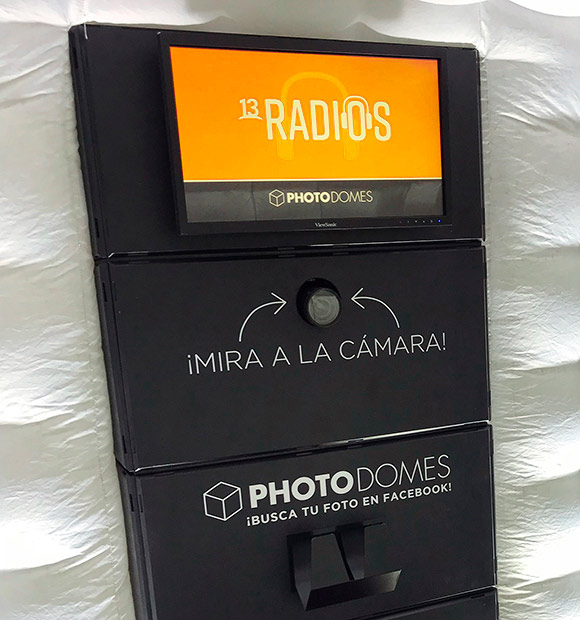 13 RADIOS
PHOTODOMES
ViewSonic
¡MIRA A LA CÁMARA!
PHOTODOMES
¡BUSCA TU FOTO EN FACEBOOK!